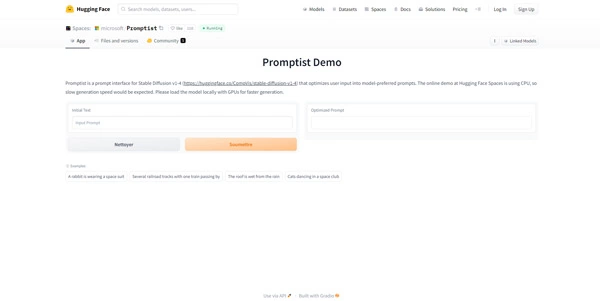 Hugging Face
Search models, datasets, users...
Models
Datasets
Spaces
Docs
Solutions
Pricing
Log In
Sign Up
Spaces:
microsoft/Promptist
like
Running
App
Files and versions
Community
Linked Models
Promptist Demo
Promptist is a prompt interface for Stable Diffusion v1-4 (https://huggingface.co/CompVis/stable-diffusion-v1-4) that optimizes user input into model-preferred prompts. The online demo at Hugging Face Spaces is using CPU, so
slow generation speed would be expected. Please load the model locally with GPUs for faster generation.
Initial Text
Input Prompt
Optimized Prompt
Nettoyer
Soumettre
Examples
A rabbit is wearing a space suit
Several railroad tracks with one train passing by
The roof is wet from the rain
Cats dancing in a space club
Use via API
Built with Gradio